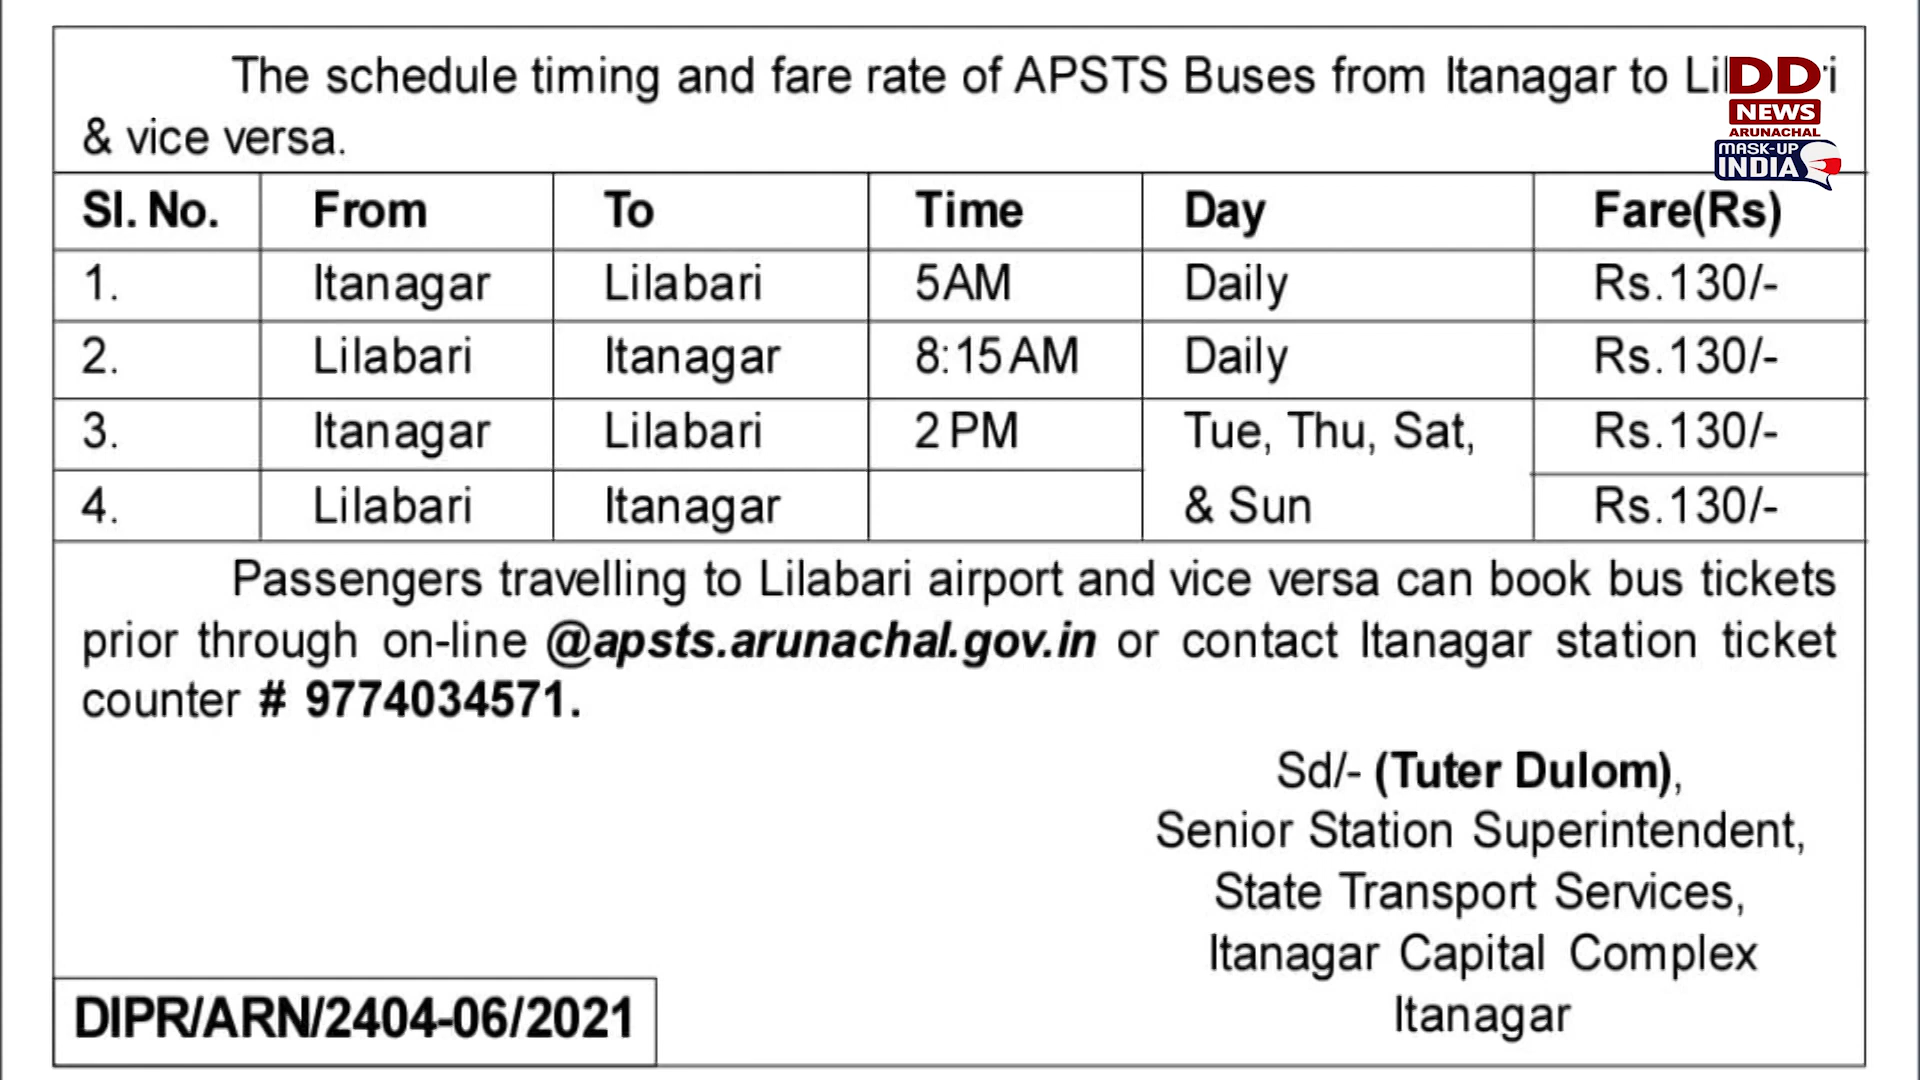 The schedule timing and fare rate of APSTS Buses from Itanagar to
& vice versa.
DD
NEWS
ARUNACHAL
MASK-UP
INDIA
Sl. No. From To Time Day Fare(Rs)
1. Itanagar Lilabari 5AM Daily Rs.130/-
2. Lilabari Itanagar 8:15AM Daily Rs.130/-
3. Itanagar Lilabari 2PM Tue, Thu, Sat, Rs.130/-
4. Lilabari Itanagar & Sun Rs.130/-
Passengers travelling to Lilabari airport and vice versa can book bus tickets
prior through on-line @apsts.arunachal.gov.in or contact Itanagar station ticket
counter # 9774034571.
Sd/- (Tuter Dulom),
Senior Station Superintendent,
State Transport Services,
Itanagar Capital Complex
Itanagar
DIPR/ARN/2404-06/2021